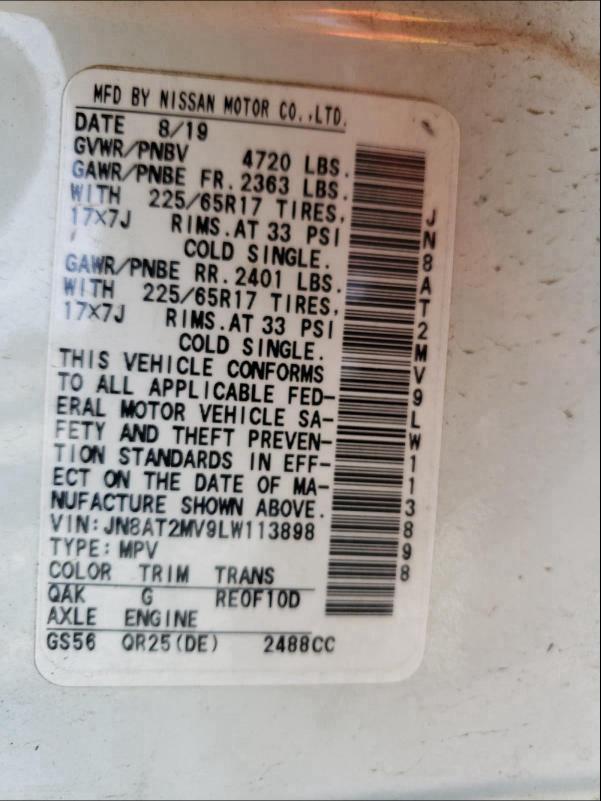 MFD BY NISSAN MOTOR CO.,LTD.
DATE 8/19
GVWR/PNBV 4720 LBS.
GAWR/PNBE FR. 2363 LBS.
WITH 225/65R17 TIRES,
17X7J RIMS.AT 33 PSI
COLD SINGLE.
GAWR/PNBE RR. 2401 LBS.
WITH 225/65R17 TIRES,
17X7J RIMS.AT 33 PSI
COLD SINGLE.
THIS VEHICLE CONFORMS
TO ALL APPLICABLE FED-
ERAL MOTOR VEHICLE SA-
FETY AND THEFT PREVEN-
TION STANDARDS IN EFF-
ECT ON THE DATE OF MA-
NUFACTURE SHOWN ABOVE.
VIN:JN8AT2MV9LW113898
TYPE:MPV
COLOR TRIM TRANS
QAK G RE0F10D
AXLE ENGINE
GS56 QR25(DE) 2488CC
JN8AT2MV9LW113898